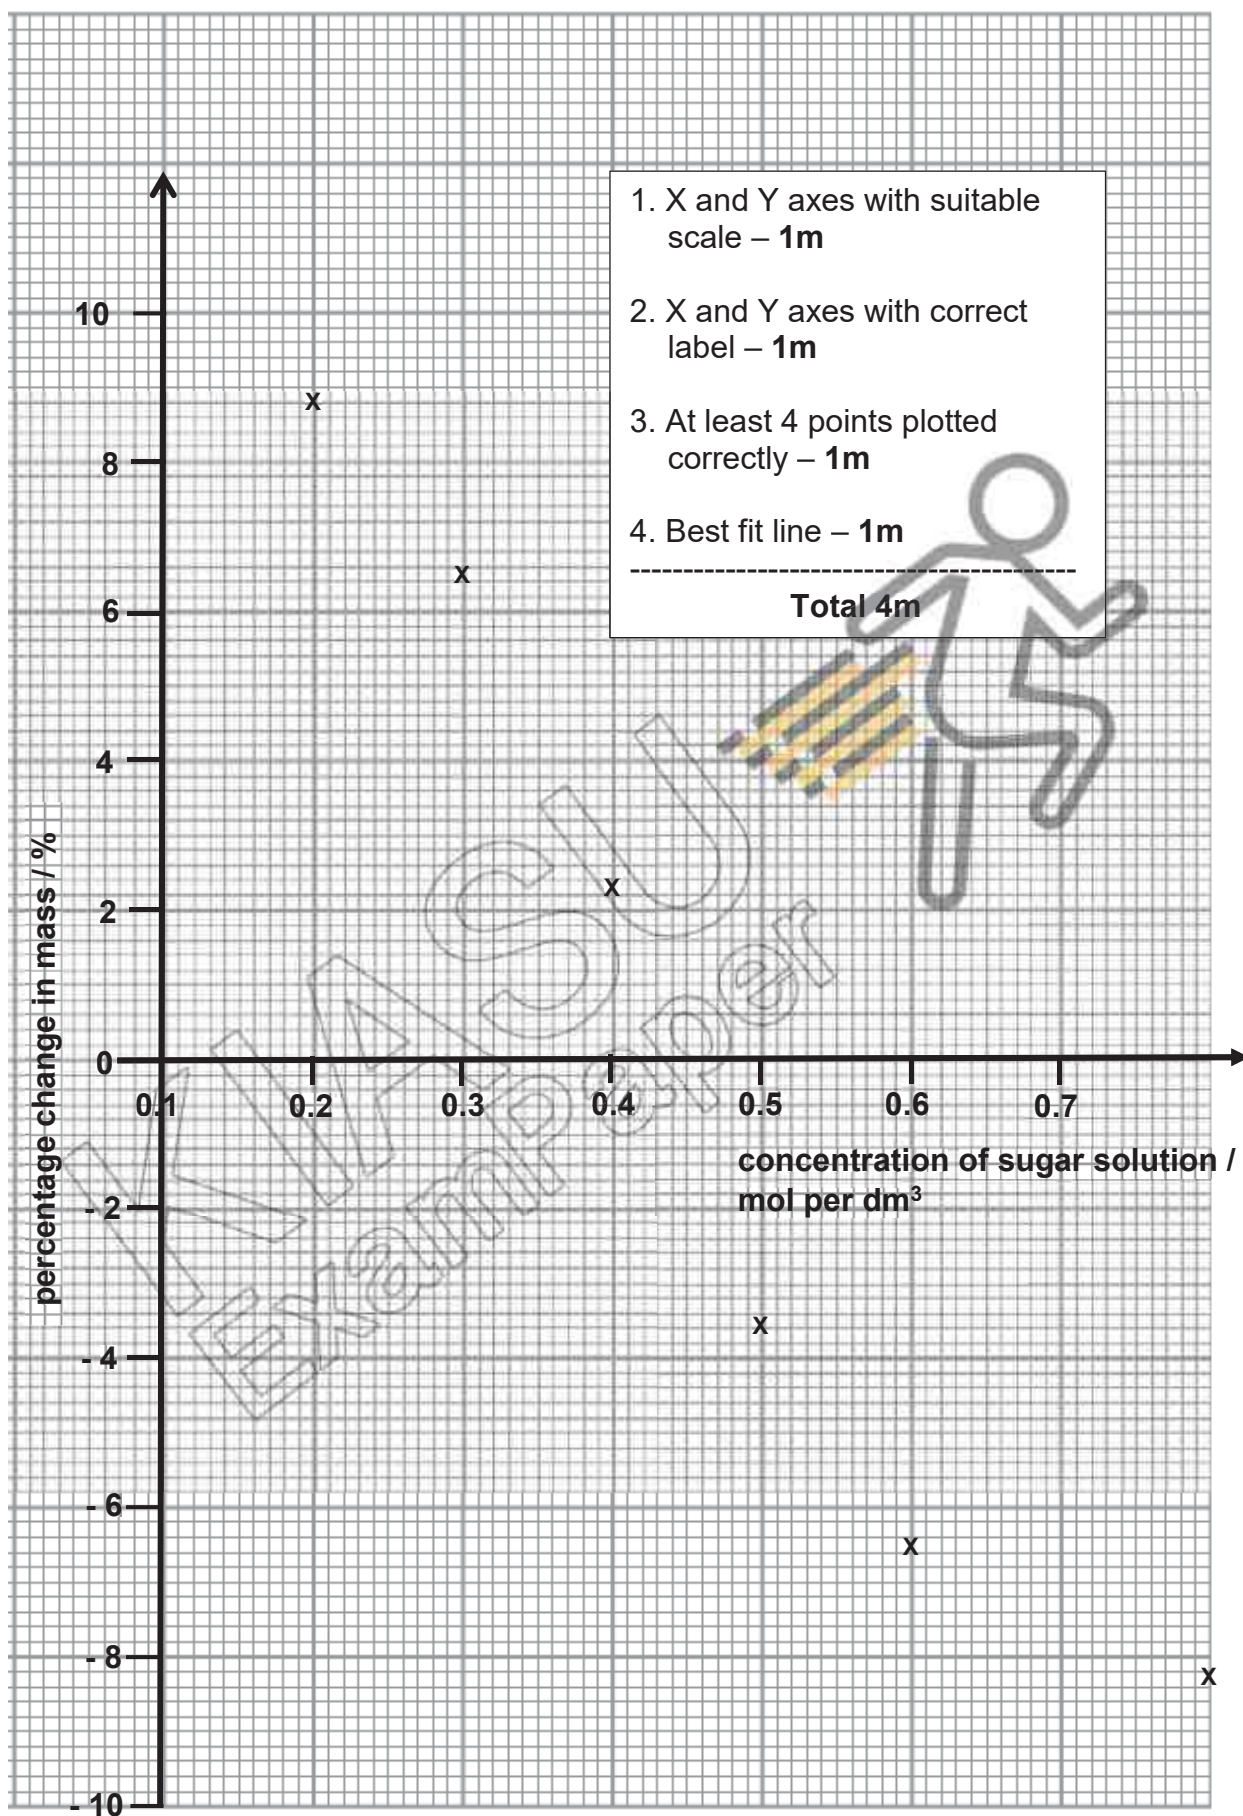 1. X and Y axes with suitable
scale – 1m
2. X and Y axes with correct
label – 1m
3. At least 4 points plotted
correctly – 1m
4. Best fit line – 1m
Total 4m
10
8
6
4
2
0
- 2
- 4
- 6
- 8
- 10
percentage change in mass / %
0.1 0.2 0.3 0.4 0.5 0.6 0.7
concentration of sugar solution /
mol per dm³
x
x
x
x
x
x
KIASU
ExamPaper